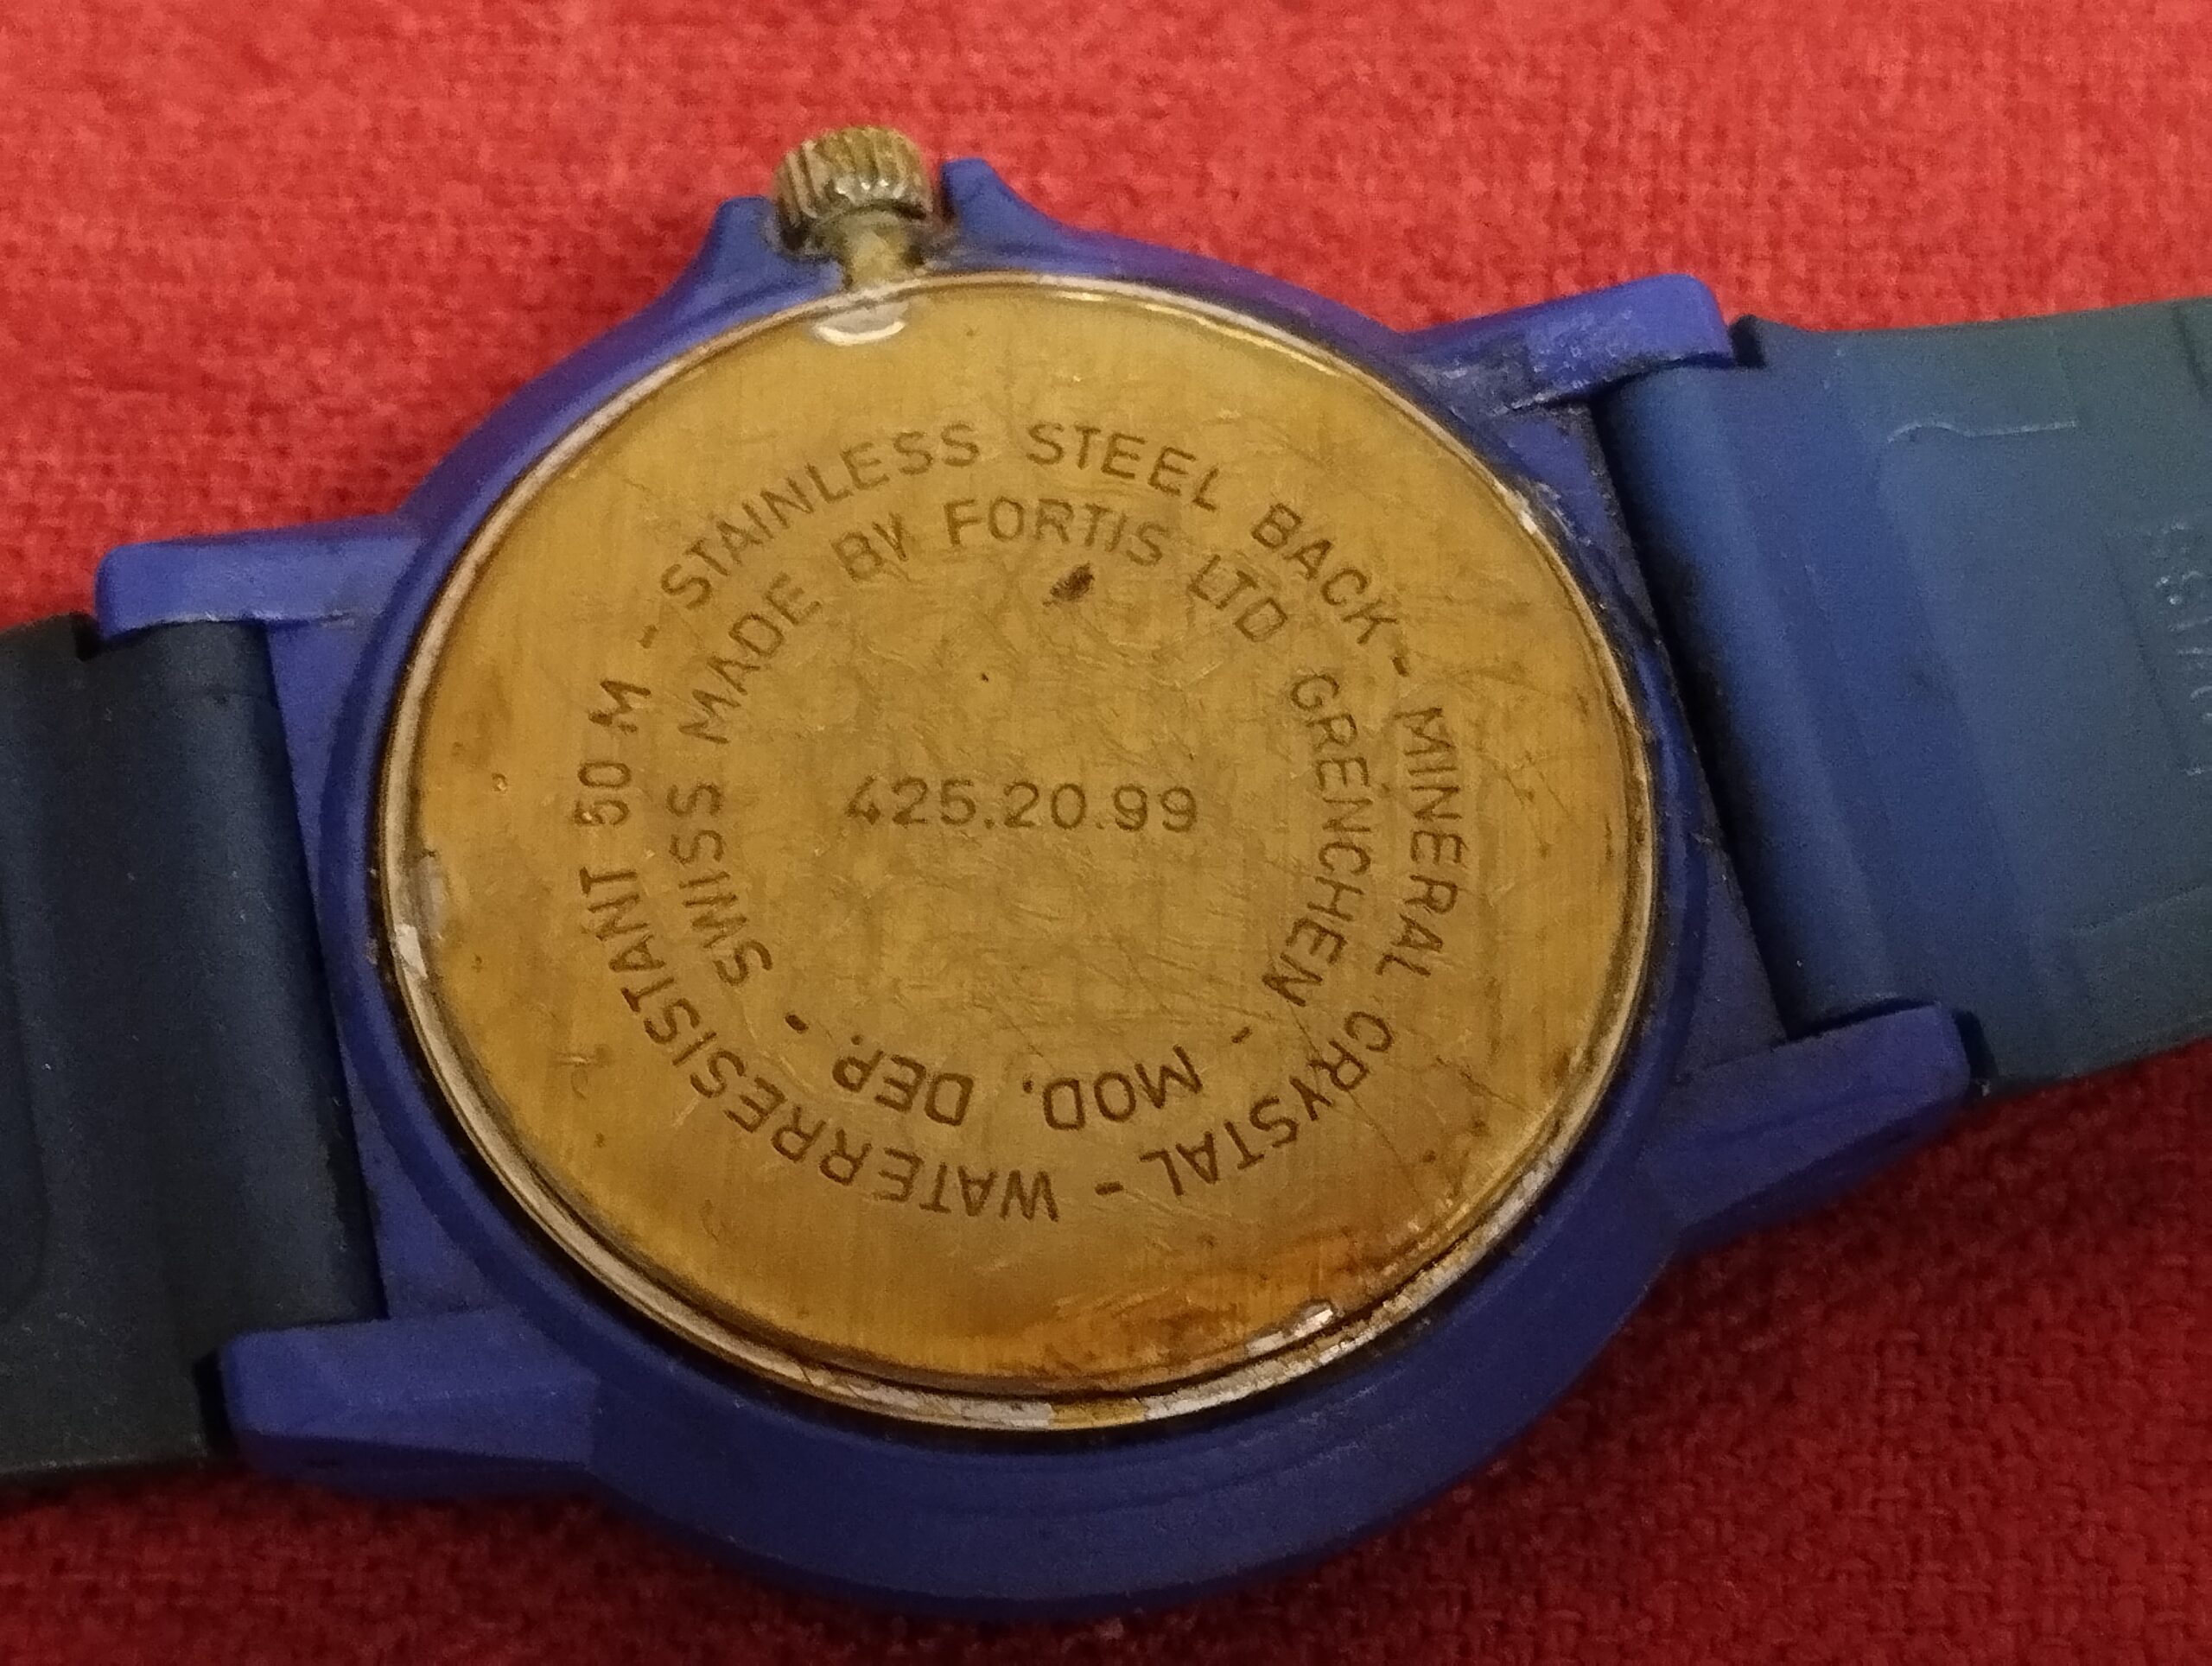 STAINLESS STEEL BACK - MINERAL CRYSTAL - WATERRESISTANT 50 M -
SWISS MADE BY FORTIS LTD GRENCHEN - MOD. DEP. -
425.20.99